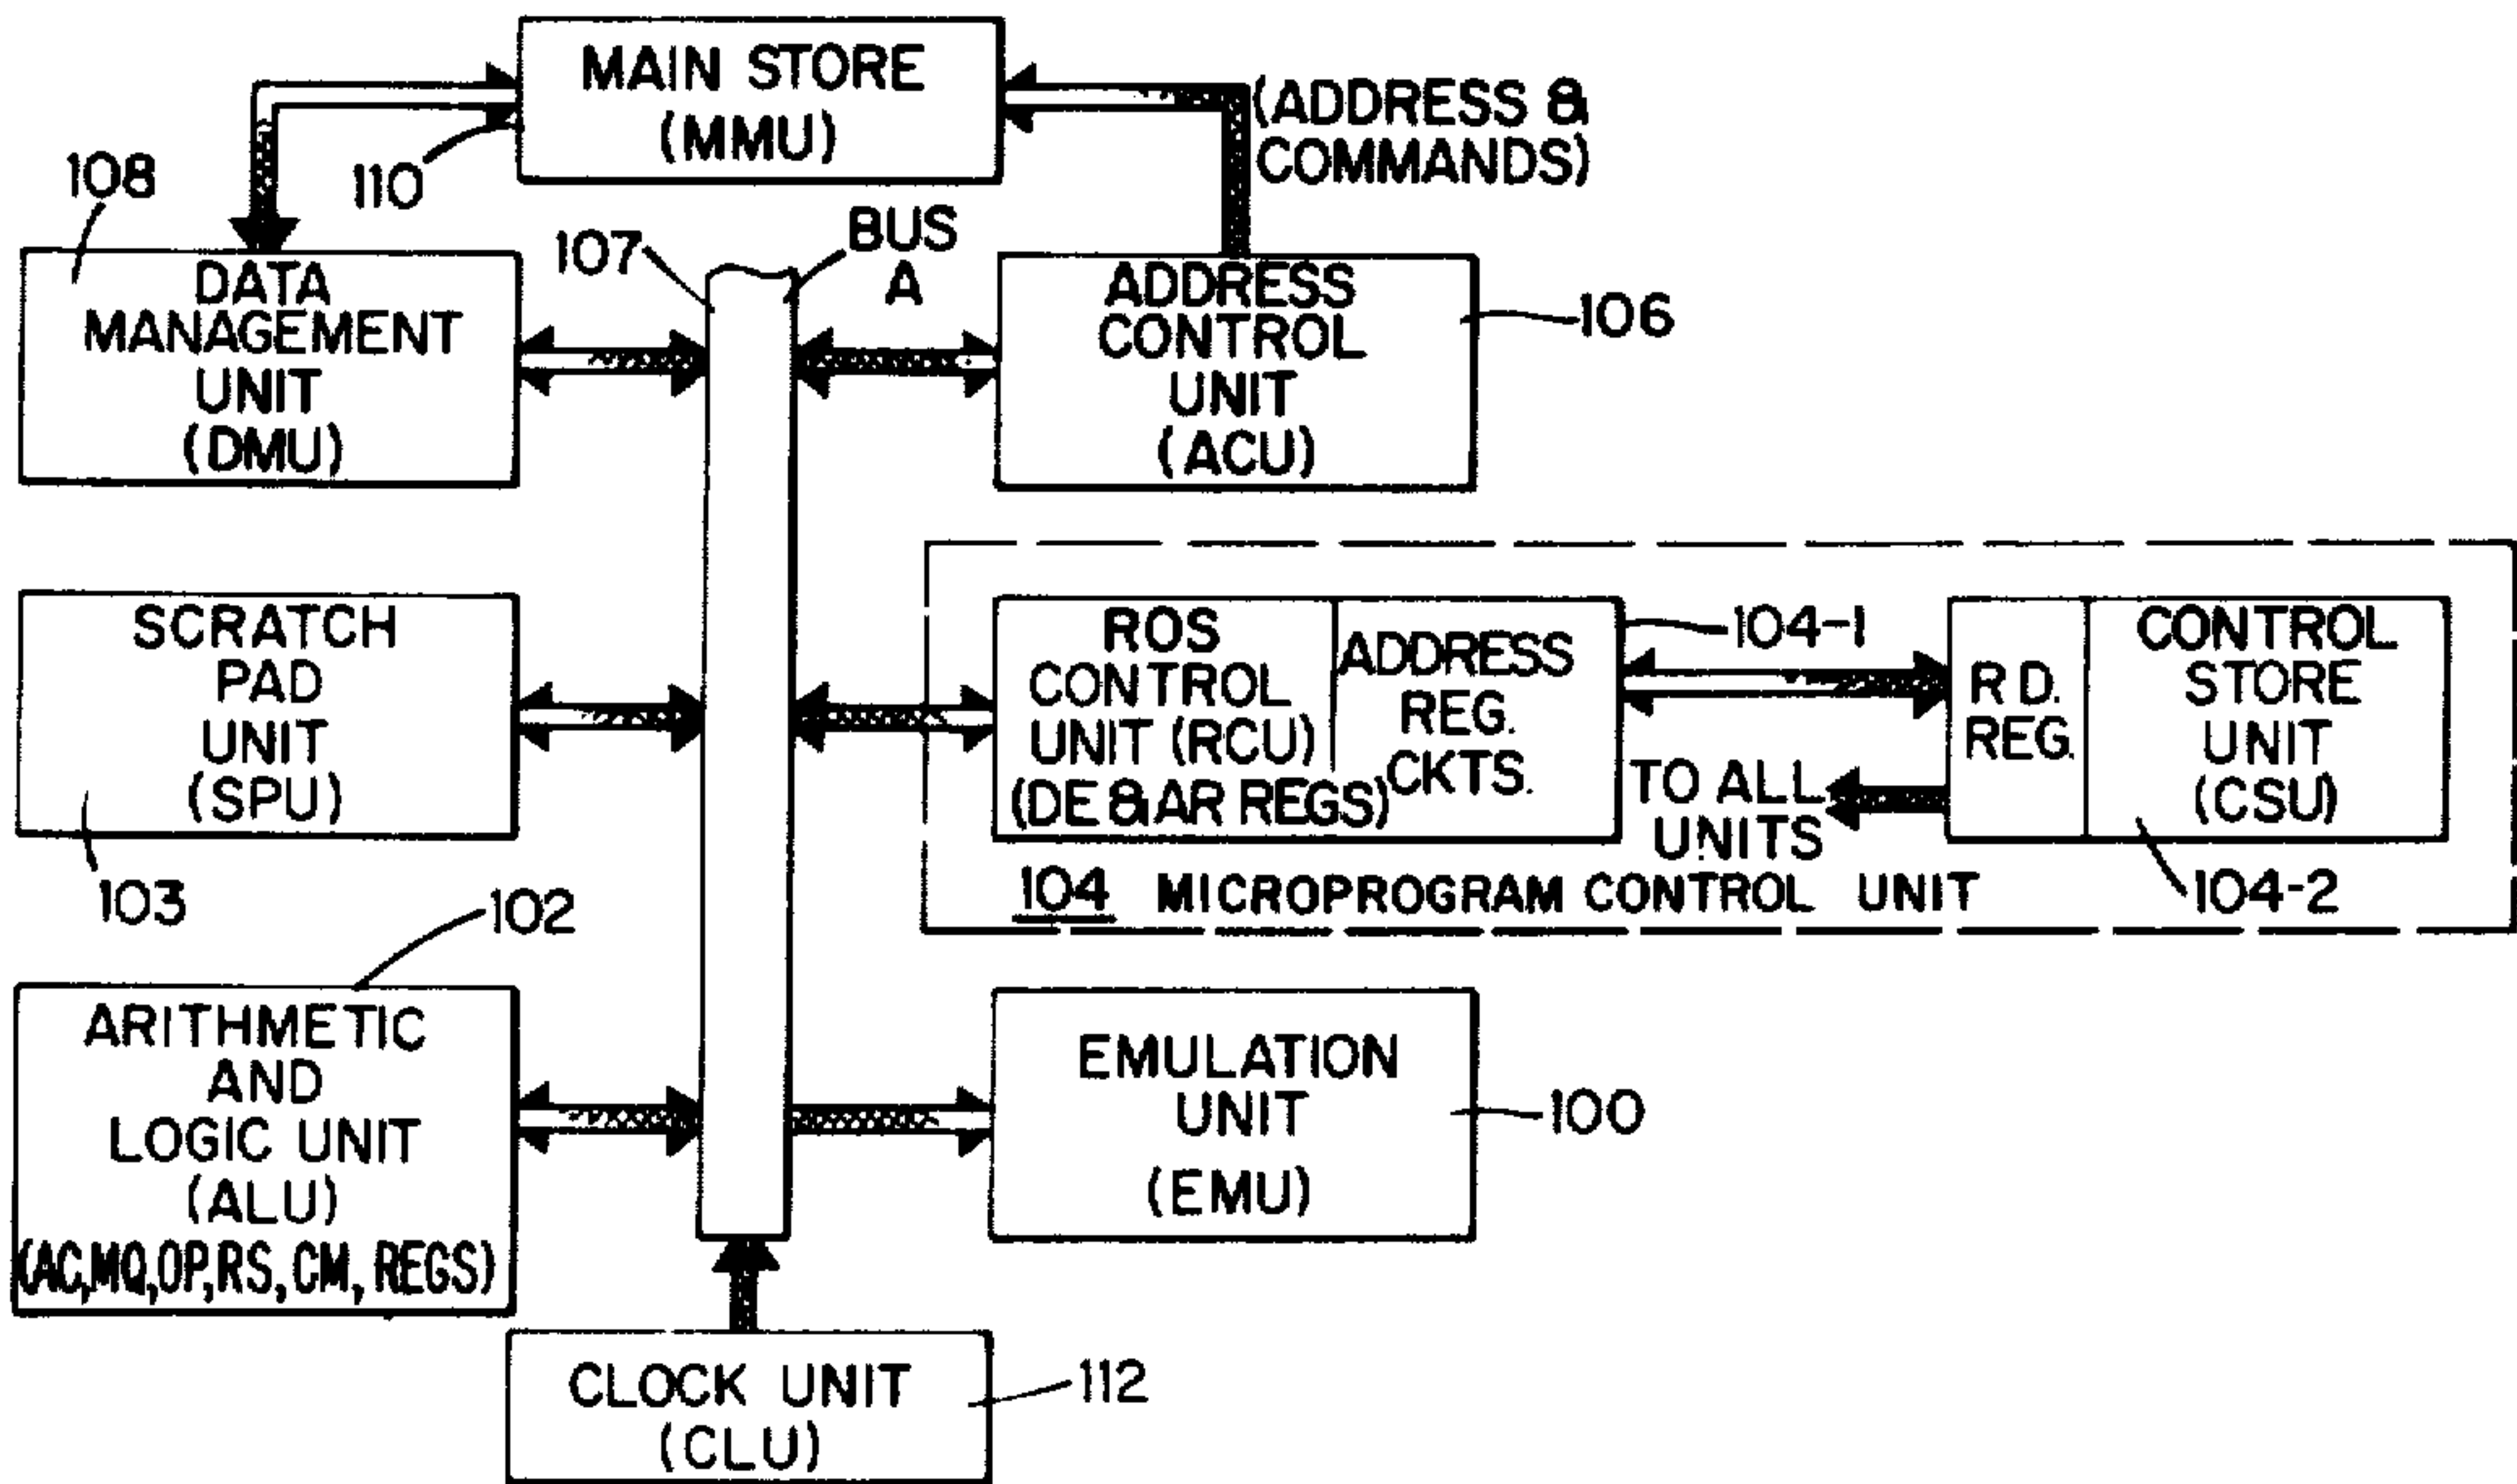 MAIN STORE
(MMU)
(ADDRESS &
COMMANDS)
108
110
107
BUS
A
DATA
MANAGEMENT
UNIT
(DMU)
ADDRESS
CONTROL
UNIT
(ACU)
106
SCRATCH
PAD
UNIT
(SPU)
103
ROS
CONTROL
UNIT (RCU)
(DE & AR REGS)
ADDRESS
REG.
CKTS.
104-1
RD.
REG.
CONTROL
STORE
UNIT
(CSU)
TO ALL
UNITS
104 MICROPROGRAM CONTROL UNIT
104-2
102
ARITHMETIC
AND
LOGIC UNIT
(ALU)
(AC,MQ,OP,RS,CM, REGS)
EMULATION
UNIT
(EMU)
100
CLOCK UNIT
(CLU)
112